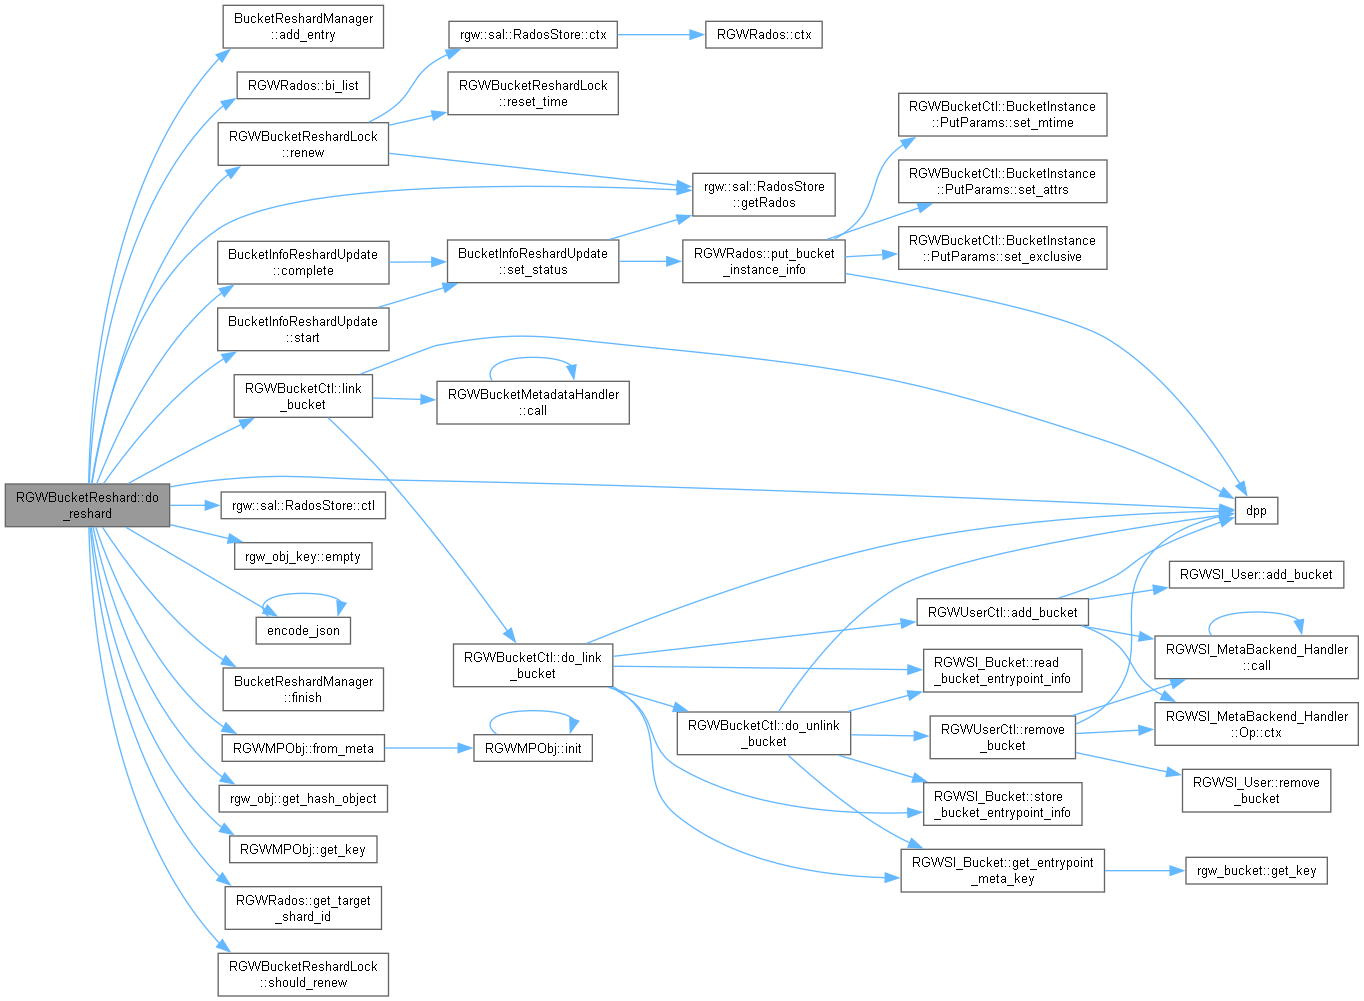 BucketReshardManager
::add_entry
RGWRados::bi_list
RGWBucketReshardLock
::renew
BucketInfoReshardUpdate
::complete
BucketInfoReshardUpdate
::start
RGWBucketCtl::link
_bucket
RGWBucketReshard::do
_reshard
rgw::sal::RadosStore::ctl
rgw_obj_key::empty
encode_json
BucketReshardManager
::finish
RGWMPObj::from_meta
rgw_obj::get_hash_object
RGWMPObj::get_key
RGWRados::get_target
_shard_id
RGWBucketReshardLock
::should_renew
rgw::sal::RadosStore::ctx
RGWBucketReshardLock
::reset_time
BucketInfoReshardUpdate
::set_status
RGWBucketMetadataHandler
::call
RGWBucketCtl::do_link
_bucket
RGWMPObj::init
RGWRados::ctx
rgw::sal::RadosStore
::getRados
RGWRados::put_bucket
_instance_info
RGWBucketCtl::do_unlink
_bucket
RGWBucketCtl::BucketInstance
::PutParams::set_mtime
RGWBucketCtl::BucketInstance
::PutParams::set_attrs
RGWBucketCtl::BucketInstance
::PutParams::set_exclusive
RGWUserCtl::add_bucket
RGWSI_Bucket::read
_bucket_entrypoint_info
RGWUserCtl::remove
_bucket
RGWSI_Bucket::store
_bucket_entrypoint_info
RGWSI_Bucket::get_entrypoint
_meta_key
dpp
RGWSI_User::add_bucket
RGWSI_MetaBackend_Handler
::call
RGWSI_MetaBackend_Handler
::Op::ctx
RGWSI_User::remove
_bucket
rgw_bucket::get_key